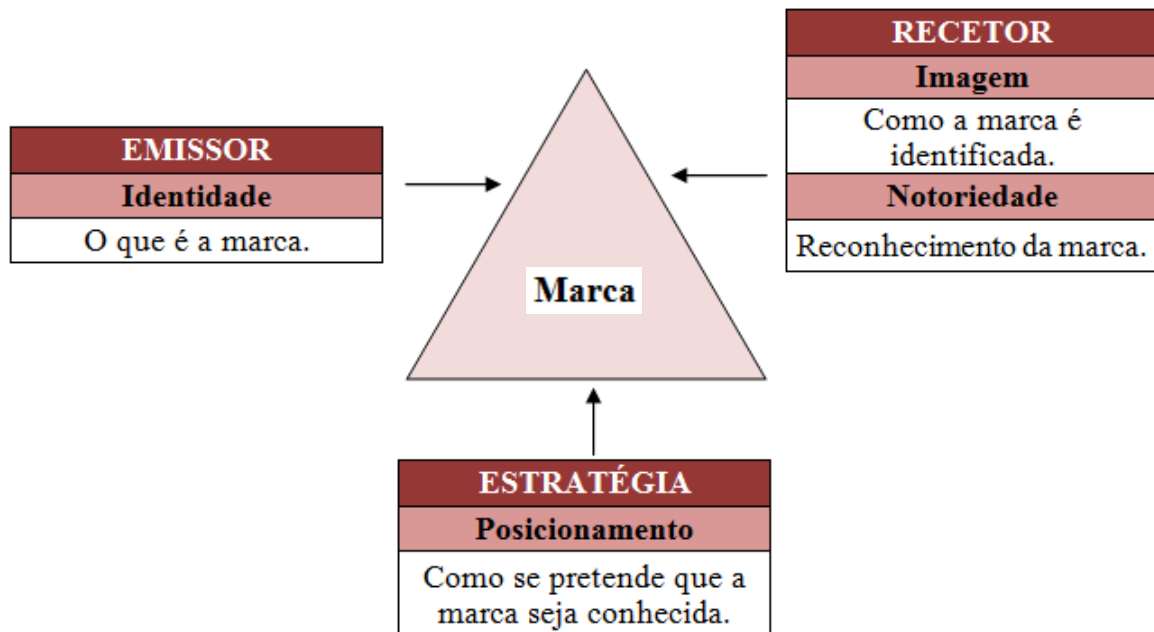 EMISSOR
Identidade
O que é a marca.
RECETOR
Imagem
Como a marca é
identificada.
Notoriedade
Reconhecimento da marca.
Marca
ESTRATÉGIA
Posicionamento
Como se pretende que a
marca seja conhecida.